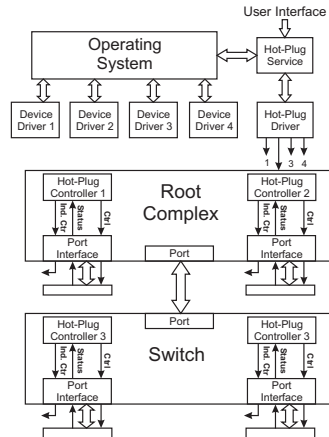 User Interface
Operating
System
Hot-Plug
Service
Device
Driver 1
Device
Driver 2
Device
Driver 3
Device
Driver 4
Hot-Plug
Driver
1
3
4
Hot-Plug
Controller 1
Root
Complex
Hot-Plug
Controller 2
Ind. Ctr
Status
Ctrl
Ind. Ctr
Status
Ctrl
Port
Interface
Port
Port
Interface
Port
Hot-Plug
Controller 3
Switch
Hot-Plug
Controller 3
Ind. Ctr
Status
Ctrl
Ind. Ctr
Status
Ctrl
Port
Interface
Port
Interface